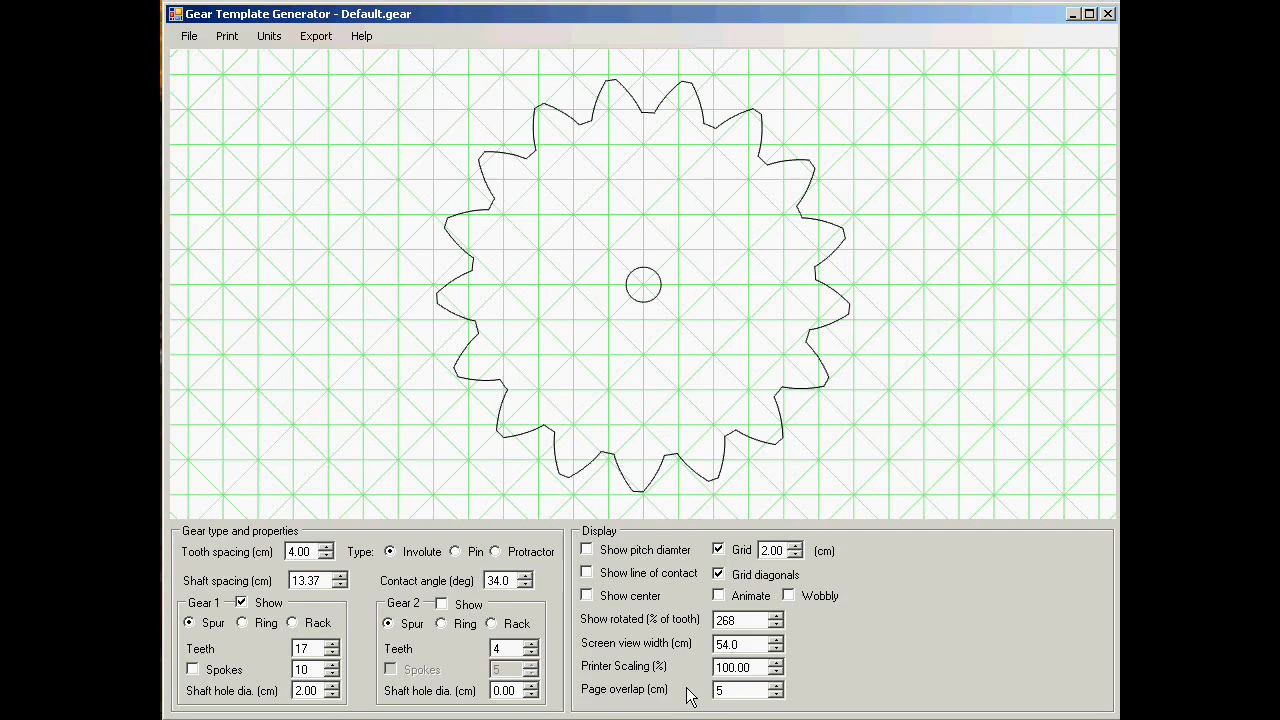 Gear Template Generator - Default.gear
File Print Units Export Help
Gear type and properties
Tooth spacing (cm) 4.00 Type: Involute Pin Protractor
Shaft spacing (cm) 13.37 Contact angle (deg) 34.0
Gear 1 Show
Spur Ring Rack
Teeth 17
Spokes 10
Shaft hole dia. (cm) 2.00
Gear 2 Show
Spur Ring Rack
Teeth 4
Spokes 5
Shaft hole dia. (cm) 0.00
Display
Show pitch diamter Grid 2.00 (cm)
Show line of contact Grid diagonals
Show center Animate Wobbly
Show rotated (% of tooth) 268
Screen view width (cm) 54.0
Printer Scaling (%) 100.00
Page overlap (cm) 5